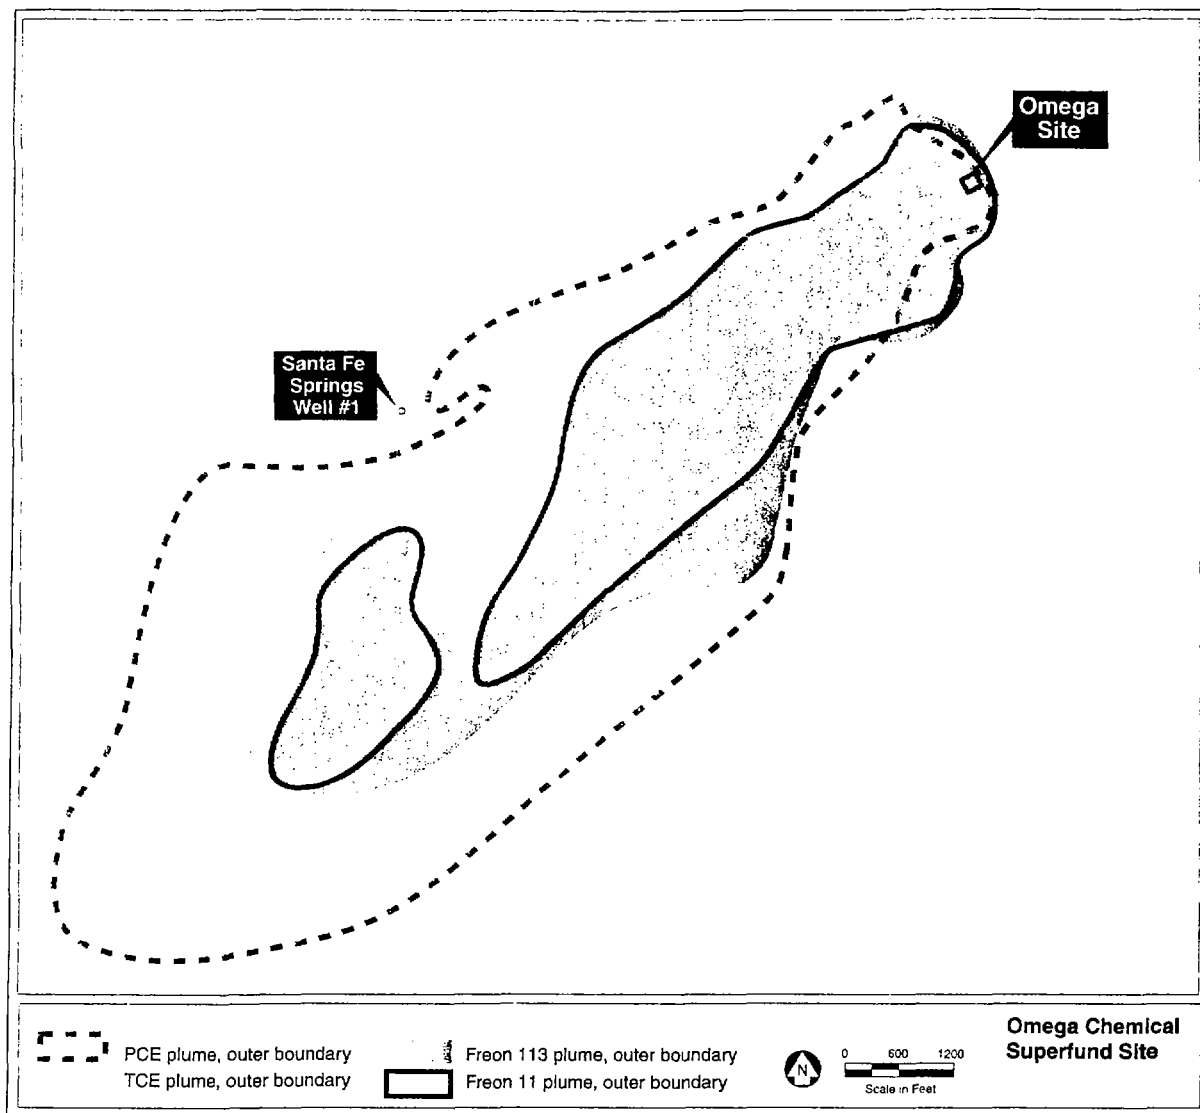 Omega
Site
Santa Fe
Springs
Well #1
PCE plume, outer boundary
TCE plume, outer boundary
Freon 113 plume, outer boundary
Freon 11 plume, outer boundary
N
0 600 1200
Scale in Feet
Omega Chemical
Superfund Site